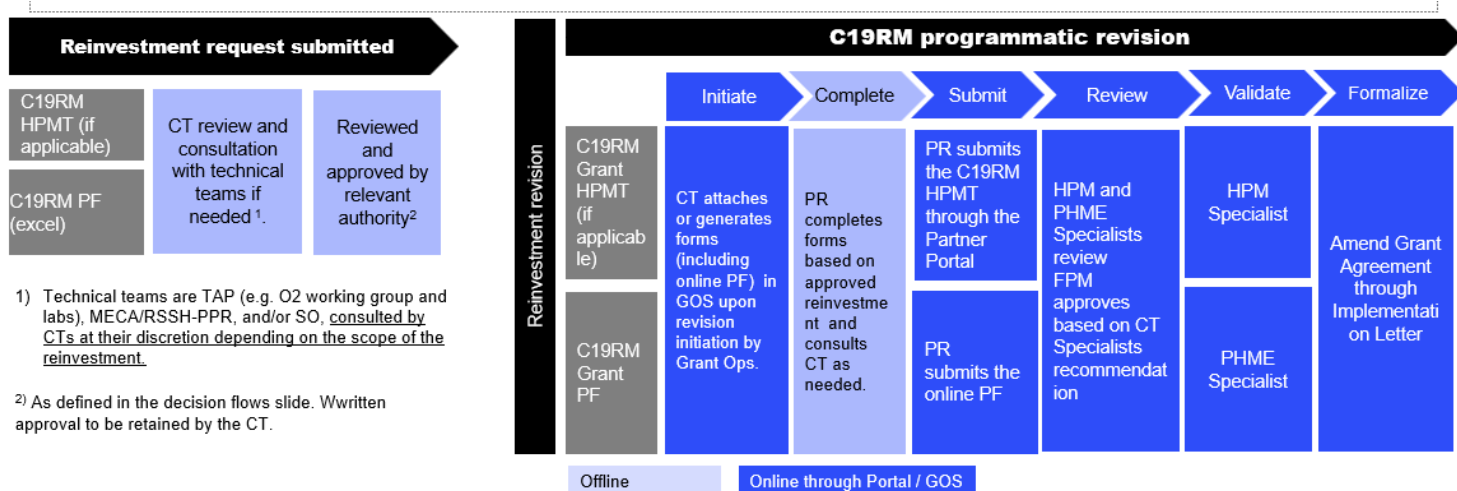 Reinvestment request submitted
C19RM
HPMT (if
applicable)
C19RM PF
(excel)
CT review and
consultation
with technical
teams if
needed ¹.
Reviewed
and
approved by
relevant
authority²
1) Technical teams are TAP (e.g. O2 working group and
labs), MECA/RSSH-PPR, and/or SO, consulted by
CTs at their discretion depending on the scope of the
reinvestment.
2) As defined in the decision flows slide. Wwritten
approval to be retained by the CT.
Reinvestment revision
C19RM programmatic revision
Initiate
Complete
Submit
Review
Validate
Formalize
C19RM
Grant
HPMT
(if
applicab
le)
C19RM
Grant
PF
CT attaches
or generates
forms
(including
online PF) in
GOS upon
revision
initiation by
Grant Ops.
PR
completes
forms
based on
approved
reinvestme
nt and
consults
CT as
needed.
PR submits
the C19RM
HPMT
through the
Partner
Portal
PR
submits the
online PF
HPM and
PHME
Specialists
review
FPM
approves
based on CT
Specialists
recommendat
ion
HPM
Specialist
PHME
Specialist
Amend Grant
Agreement
through
Implementati
on Letter
Offline
Online through Portal / GOS